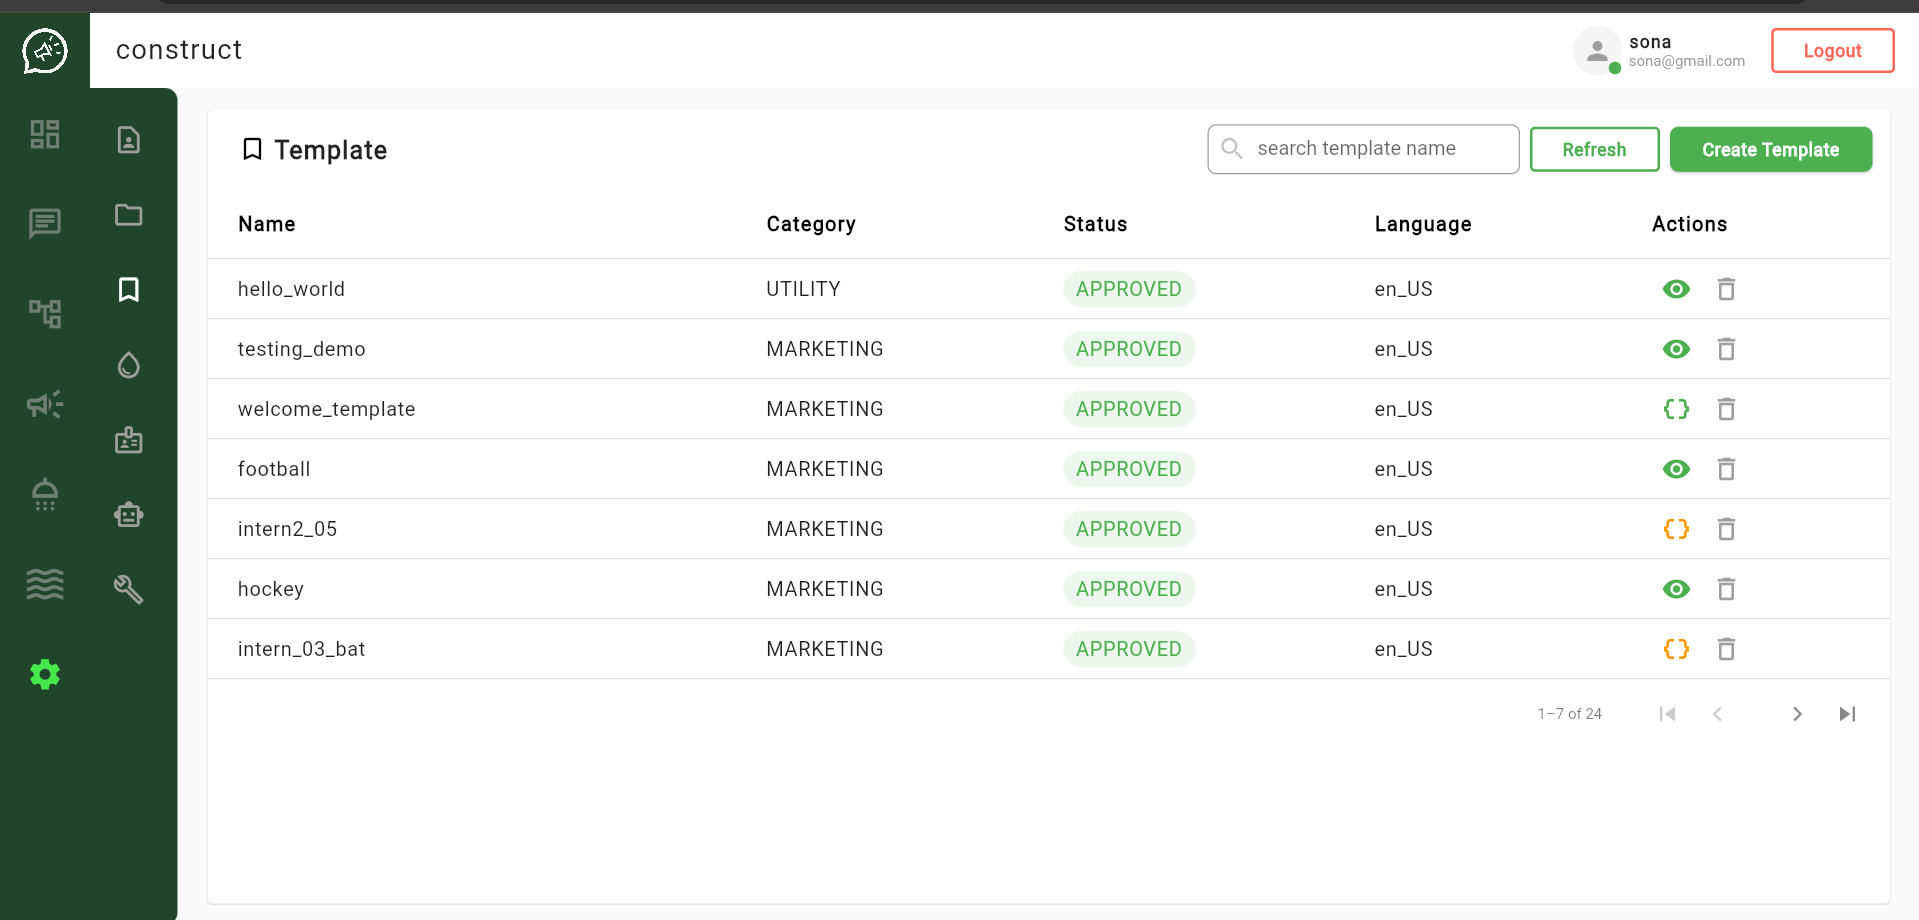 construct
sona
sona@gmail.com
Logout
Template
search template name
Refresh
Create Template
Name Category Status Language Actions
hello_world UTILITY APPROVED en_US
testing_demo MARKETING APPROVED en_US
welcome_template MARKETING APPROVED en_US
football MARKETING APPROVED en_US
intern2_05 MARKETING APPROVED en_US
hockey MARKETING APPROVED en_US
intern_03_bat MARKETING APPROVED en_US
1–7 of 24